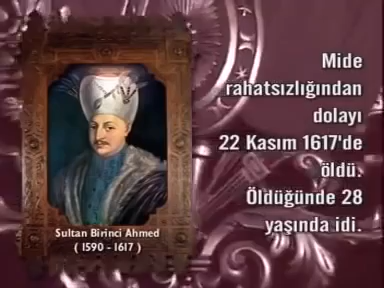 Mide
rahatsızlığından
dolayı
22 Kasım 1617'de
öldü.
Öldüğünde 28
yaşında idi.
Sultan Birinci Ahmed
( 1590 - 1617 )